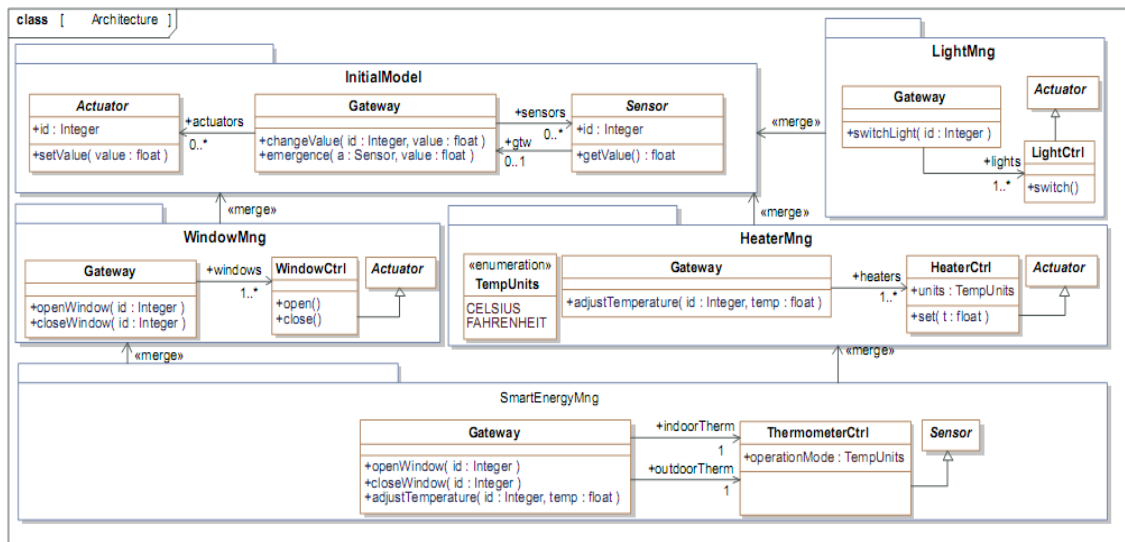 class [ Architecture ]
InitialModel
Actuator
+id : Integer
+setValue( value : float )
+actuators
0..*
Gateway
+changeValue( id : Integer, value : float )
+emergence( a : Sensor, value : float )
+sensors
0..*
+gtw
0..1
Sensor
+id : Integer
+getValue() : float
«merge»
LightMng
Gateway
+switchLight( id : Integer )
Actuator
+lights
1..*
LightCtrl
+switch()
«merge»
«merge»
WindowMng
Gateway
+openWindow( id : Integer )
+closeWindow( id : Integer )
+windows
1..*
WindowCtrl
+open()
+close()
Actuator
HeaterMng
«enumeration»
TempUnits
CELSIUS
FAHRENHEIT
Gateway
+adjustTemperature( id : Integer, temp : float )
+heaters
1..*
HeaterCtrl
+units : TempUnits
+set( t : float )
Actuator
«merge»
«merge»
SmartEnergyMng
Gateway
+openWindow( id : Integer )
+closeWindow( id : Integer )
+adjustTemperature( id : Integer, temp : float )
+indoorTherm
1
+outdoorTherm
1
ThermometerCtrl
+operationMode : TempUnits
Sensor